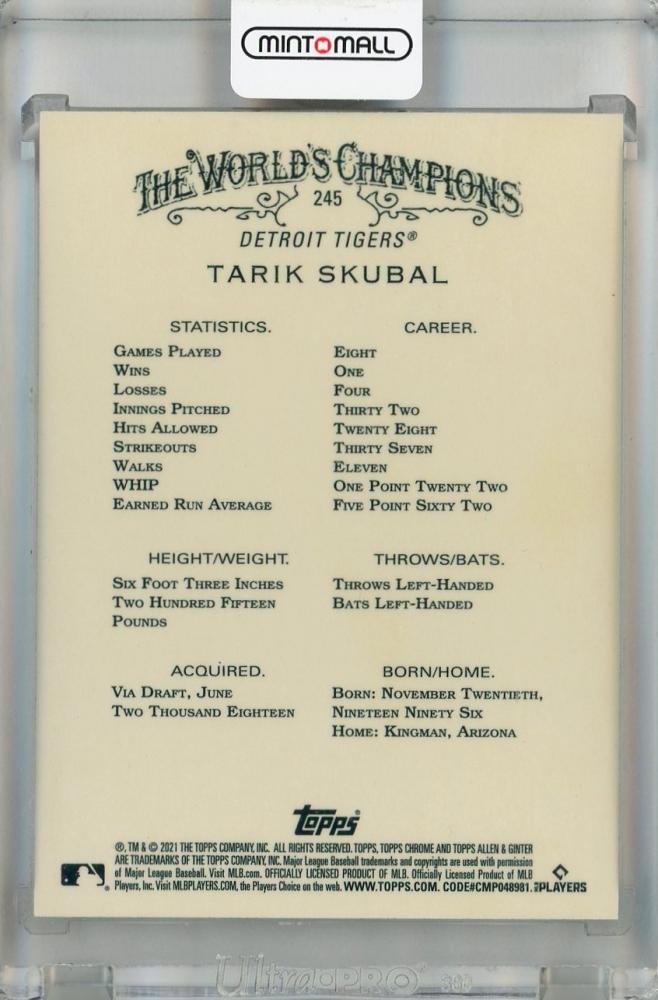 MINTMALL
THE WORLD'S CHAMPIONS
245
DETROIT TIGERS®
TARIK SKUBAL
STATISTICS. CAREER.
GAMES PLAYED EIGHT
WINS ONE
LOSSES FOUR
INNINGS PITCHED THIRTY TWO
HITS ALLOWED TWENTY EIGHT
STRIKEOUTS THIRTY SEVEN
WALKS ELEVEN
WHIP ONE POINT TWENTY TWO
EARNED RUN AVERAGE FIVE POINT SIXTY TWO
HEIGHT/WEIGHT.
SIX FOOT THREE INCHES
TWO HUNDRED FIFTEEN
POUNDS
THROWS/BATS.
THROWS LEFT-HANDED
BATS LEFT-HANDED
ACQUIRED.
VIA DRAFT, JUNE
TWO THOUSAND EIGHTEEN
BORN/HOME.
BORN: NOVEMBER TWENTIETH,
NINETEEN NINETY SIX
HOME: KINGMAN, ARIZONA
topps®
®, TM & © 2021 THE TOPPS COMPANY, INC. ALL RIGHTS RESERVED. TOPPS, TOPPS CHROME AND TOPPS ALLEN & GINTER
ARE TRADEMARKS OF THE TOPPS COMPANY, INC. Major League Baseball trademarks and copyrights are used with permission
of Major League Baseball. Visit MLB.com. OFFICIALLY LICENSED PRODUCT OF MLB. Officially Licensed Product of MLB
Players, Inc. Visit MLBPLAYERS.COM, the Players Choice on the web. WWW.TOPPS.COM. CODE#CMP048981.
PLAYERS
Ultra·PRO 360